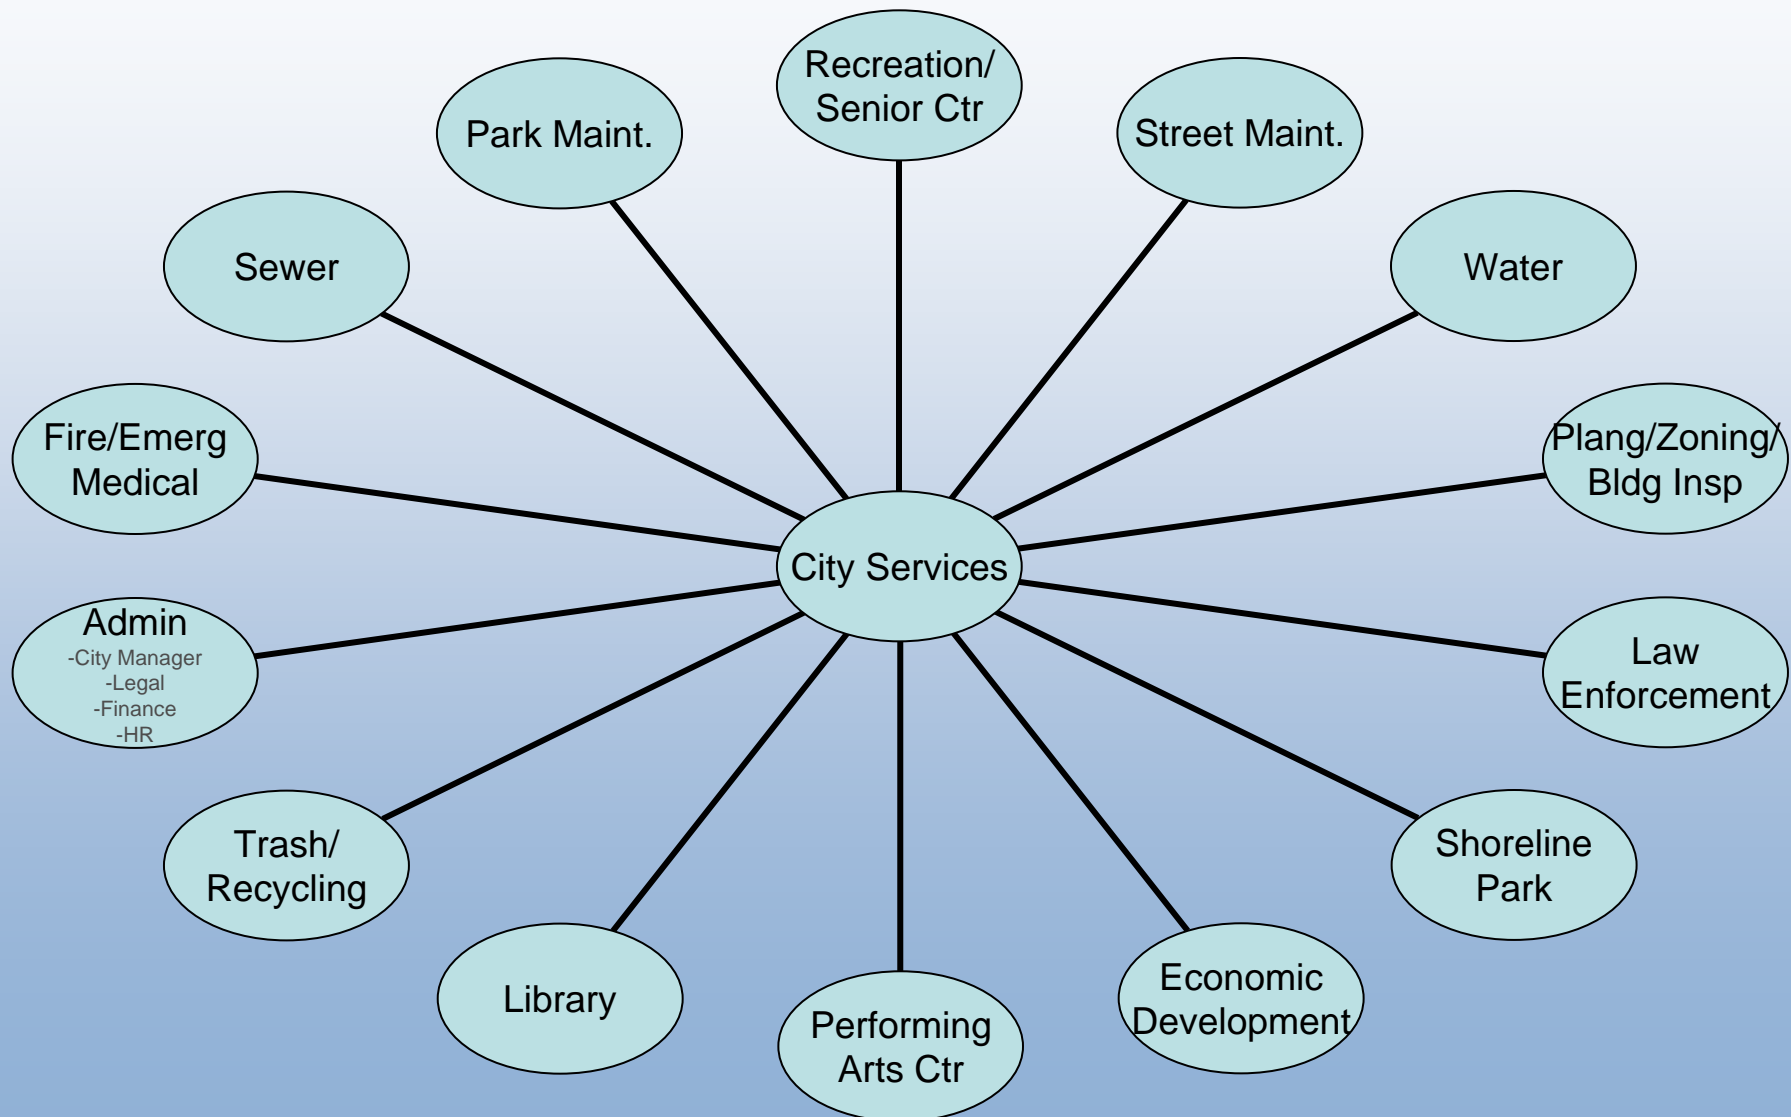 Recreation/
Senior Ctr
Park Maint.
Street Maint.
Sewer
Water
Fire/Emerg
Medical
Plang/Zoning/
Bldg Insp
City Services
Admin
-City Manager
-Legal
-Finance
-HR
Law
Enforcement
Trash/
Recycling
Shoreline
Park
Library
Economic
Development
Performing
Arts Ctr